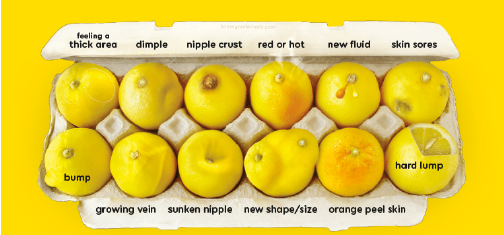 feeling a
thick area
dimple
nipple crust
red or hot
new fluid
skin sores
bump
hard lump
growing vein
sunken nipple
new shape/size
orange peel skin